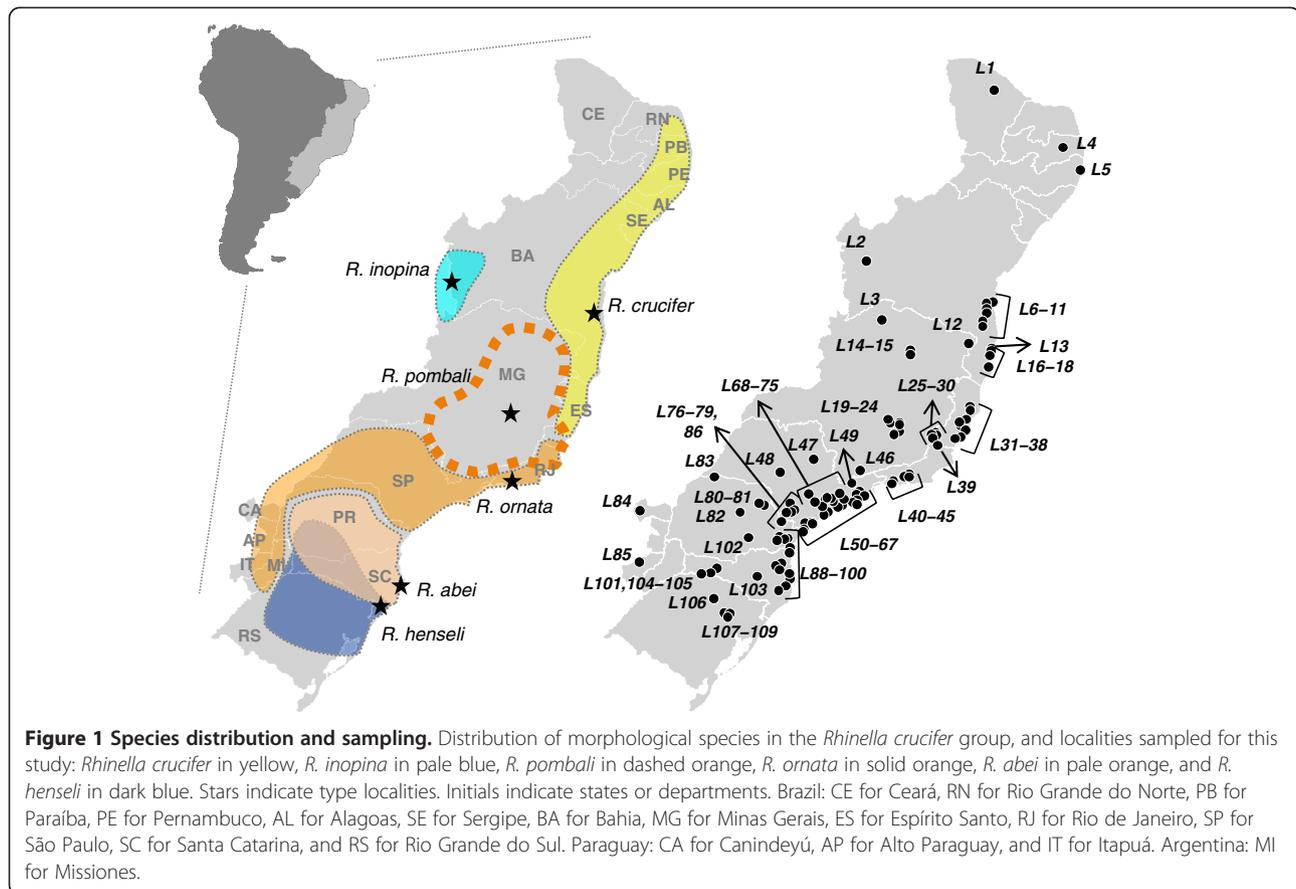 CE
RN
PB
PE
AL
SE
BA
R. inopina
R. crucifer
MG
R. pombali
ES
RJ
SP
R. ornata
CA
PR
AP
IT
MI
SC
R. abei
RS
R. henseli
L1
L4
L5
L2
L3
L6–11
L12
L13
L14–15
L16–18
L68–75
L25–30
L76–79,
86
L19–24
L49
L31–38
L47
L46
L48
L83
L39
L84
L80–81
L40–45
L82
L50–67
L102
L85
L88–100
L101,104–105
L103
L106
L107–109
Figure 1 Species distribution and sampling. Distribution of morphological species in the Rhinella crucifer group, and localities sampled for this
study: Rhinella crucifer in yellow, R. inopina in pale blue, R. pombali in dashed orange, R. ornata in solid orange, R. abei in pale orange, and R.
henseli in dark blue. Stars indicate type localities. Initials indicate states or departments. Brazil: CE for Ceará, RN for Rio Grande do Norte, PB for
Paraíba, PE for Pernambuco, AL for Alagoas, SE for Sergipe, BA for Bahia, MG for Minas Gerais, ES for Espírito Santo, RJ for Rio de Janeiro, SP for
São Paulo, SC for Santa Catarina, and RS for Rio Grande do Sul. Paraguay: CA for Canindeyú, AP for Alto Paraguay, and IT for Itapuá. Argentina: MI
for Missiones.